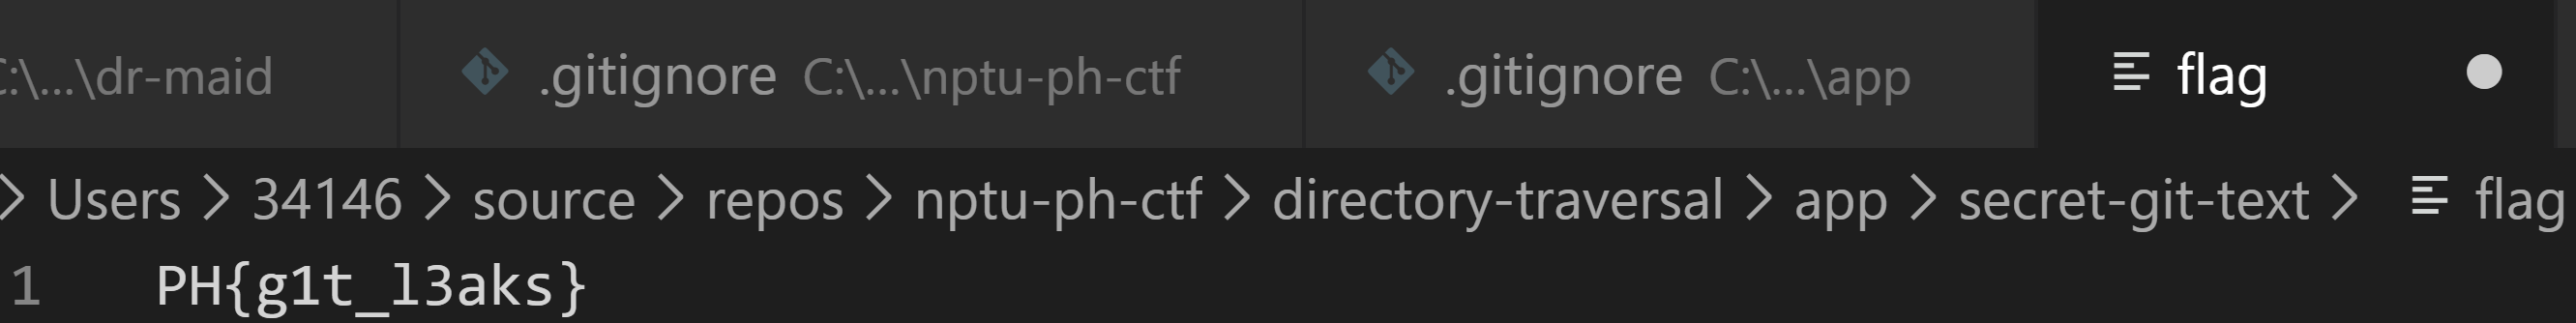 C:\...\dr-maid .gitignore C:\...\nptu-ph-ctf .gitignore C:\...\app flag
Users > 34146 > source > repos > nptu-ph-ctf > directory-traversal > app > secret-git-text > flag
1 PH{g1t_l3aks}